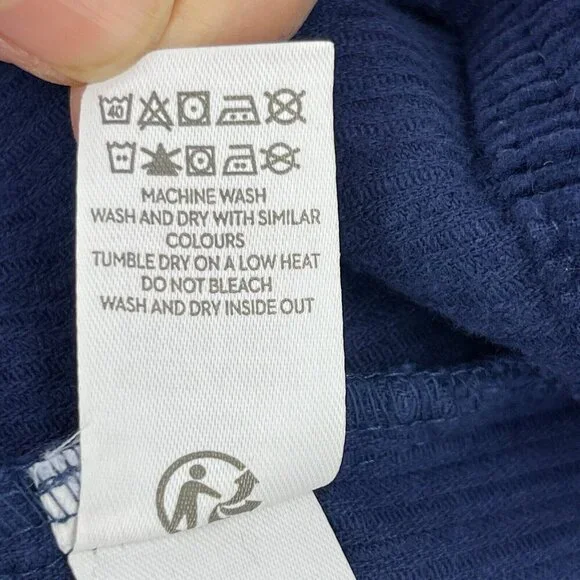 40
MACHINE WASH
WASH AND DRY WITH SIMILAR
COLOURS
TUMBLE DRY ON A LOW HEAT
DO NOT BLEACH
WASH AND DRY INSIDE OUT